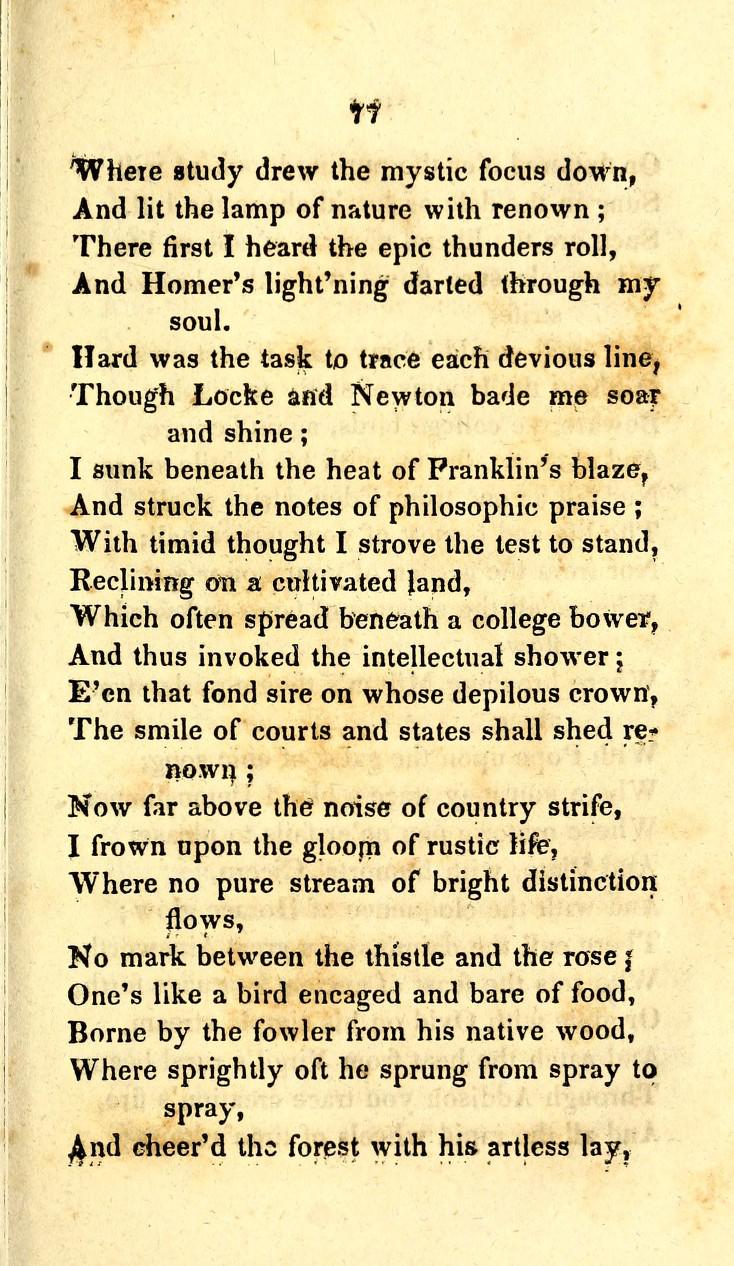 77
Where study drew the mystic focus down,
And lit the lamp of nature with renown ;
There first I heard the epic thunders roll,
And Homer's light'ning darted through my
soul.
Hard was the task to trace each devious line,
Though Locke and Newton bade me soar
and shine ;
I sunk beneath the heat of Franklin's blaze,
And struck the notes of philosophic praise ;
With timid thought I strove the test to stand,
Reclining on a cultivated land,
Which often spread beneath a college bower,
And thus invoked the intellectual shower ;
E'en that fond sire on whose depilous crown,
The smile of courts and states shall shed re-
nown ;
Now far above the noise of country strife,
I frown upon the gloom of rustic life,
Where no pure stream of bright distinction
flows,
No mark between the thistle and the rose ;
One's like a bird encaged and bare of food,
Borne by the fowler from his native wood,
Where sprightly oft he sprung from spray to
spray,
And cheer'd the forest with his artless lay,